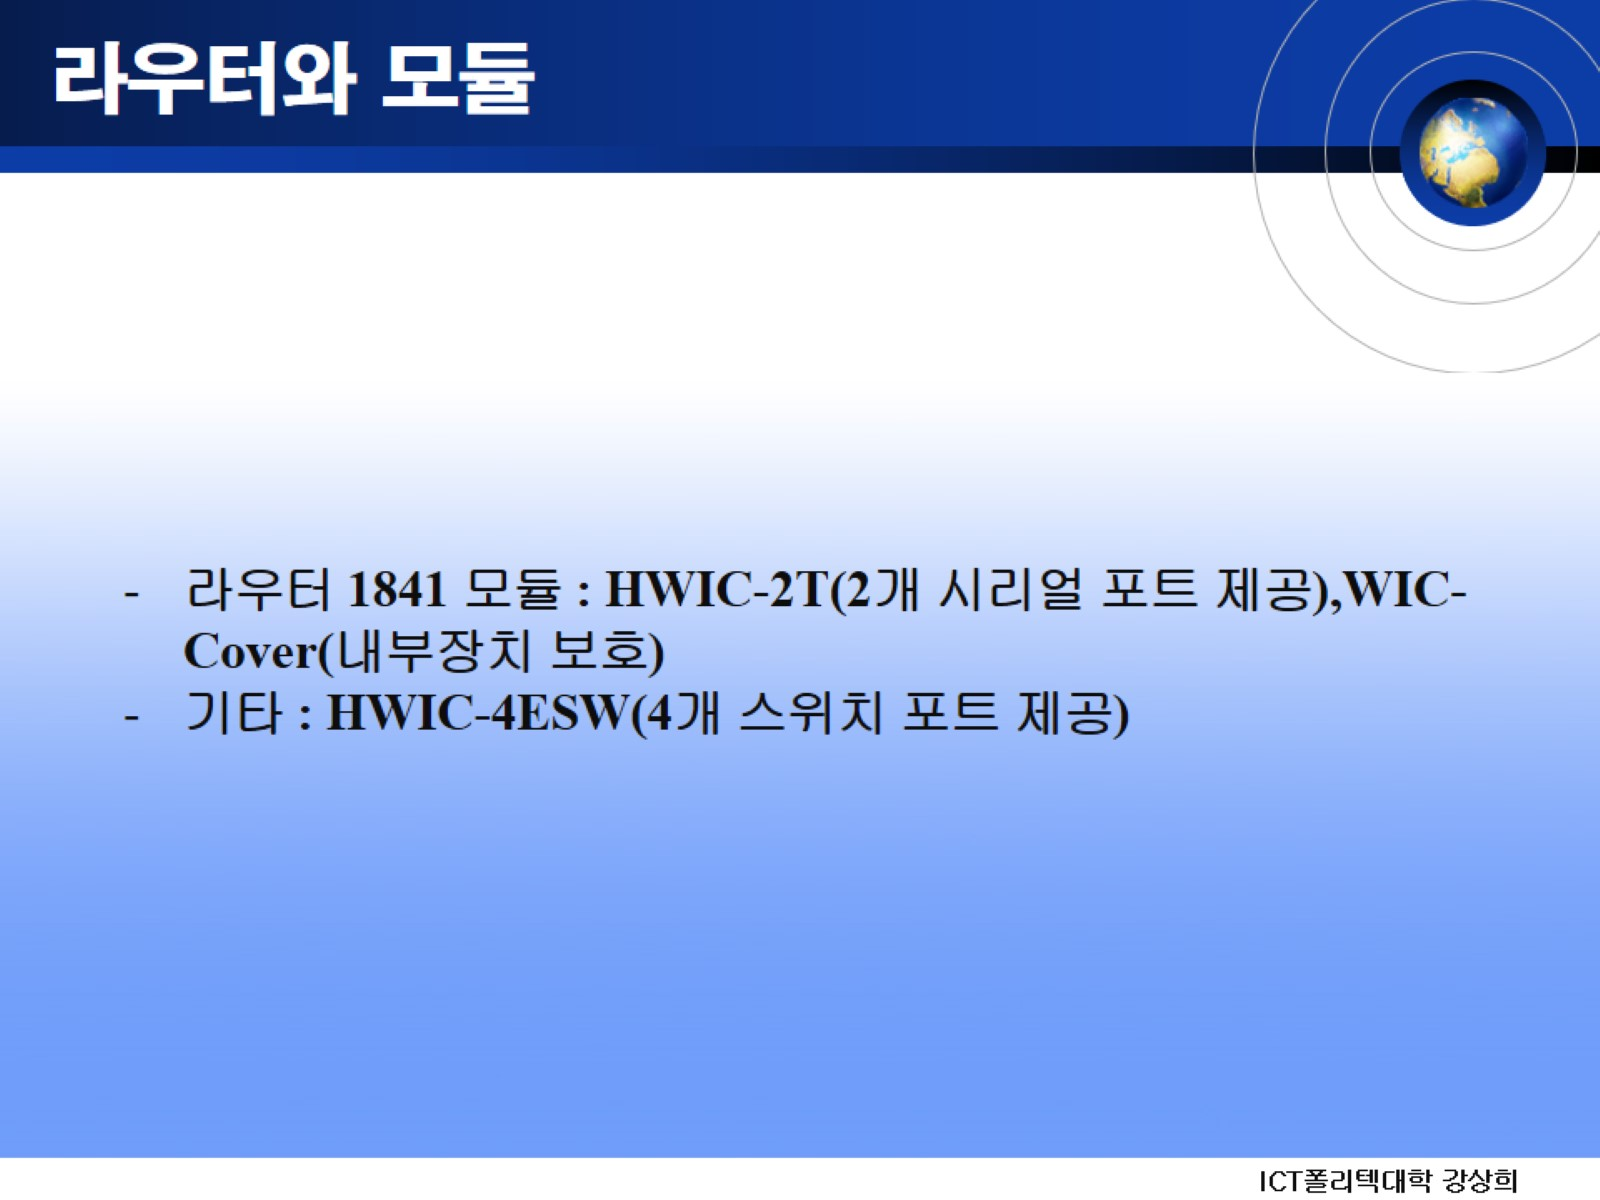 라우터와 모듈
- 라우터 1841 모듈 : HWIC-2T(2개 시리얼 포트 제공),WIC-
Cover(내부장치 보호)
- 기타 : HWIC-4ESW(4개 스위치 포트 제공)
ICT폴리텍대학 강상희